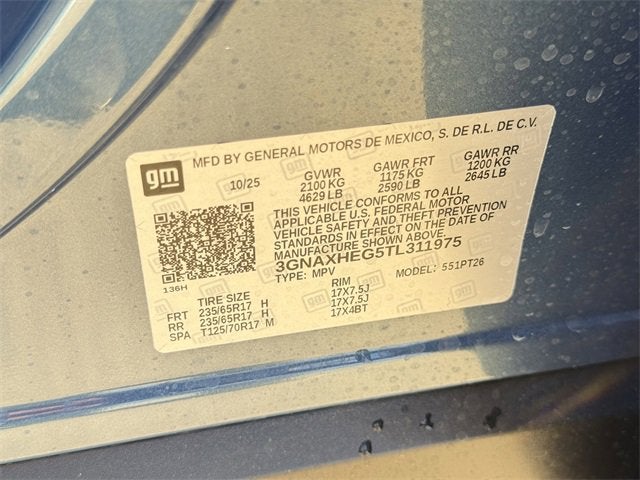 MFD BY GENERAL MOTORS DE MEXICO, S. DE R.L. DE C.V.
gm
10/25 GVWR GAWR FRT GAWR RR
2100 KG 1175 KG 1200 KG
4629 LB 2590 LB 2645 LB
THIS VEHICLE CONFORMS TO ALL
APPLICABLE U.S. FEDERAL MOTOR
VEHICLE SAFETY AND THEFT PREVENTION
STANDARDS IN EFFECT ON THE DATE OF
MANUFACTURE SHOWN ABOVE.
3GNAXHEG5TL311975
TYPE: MPV MODEL: 551PT26
136H
TIRE SIZE RIM
FRT 235/65R17 H 17X7.5J
RR 235/65R17 H 17X7.5J
SPA T125/70R17 M 17X4BT